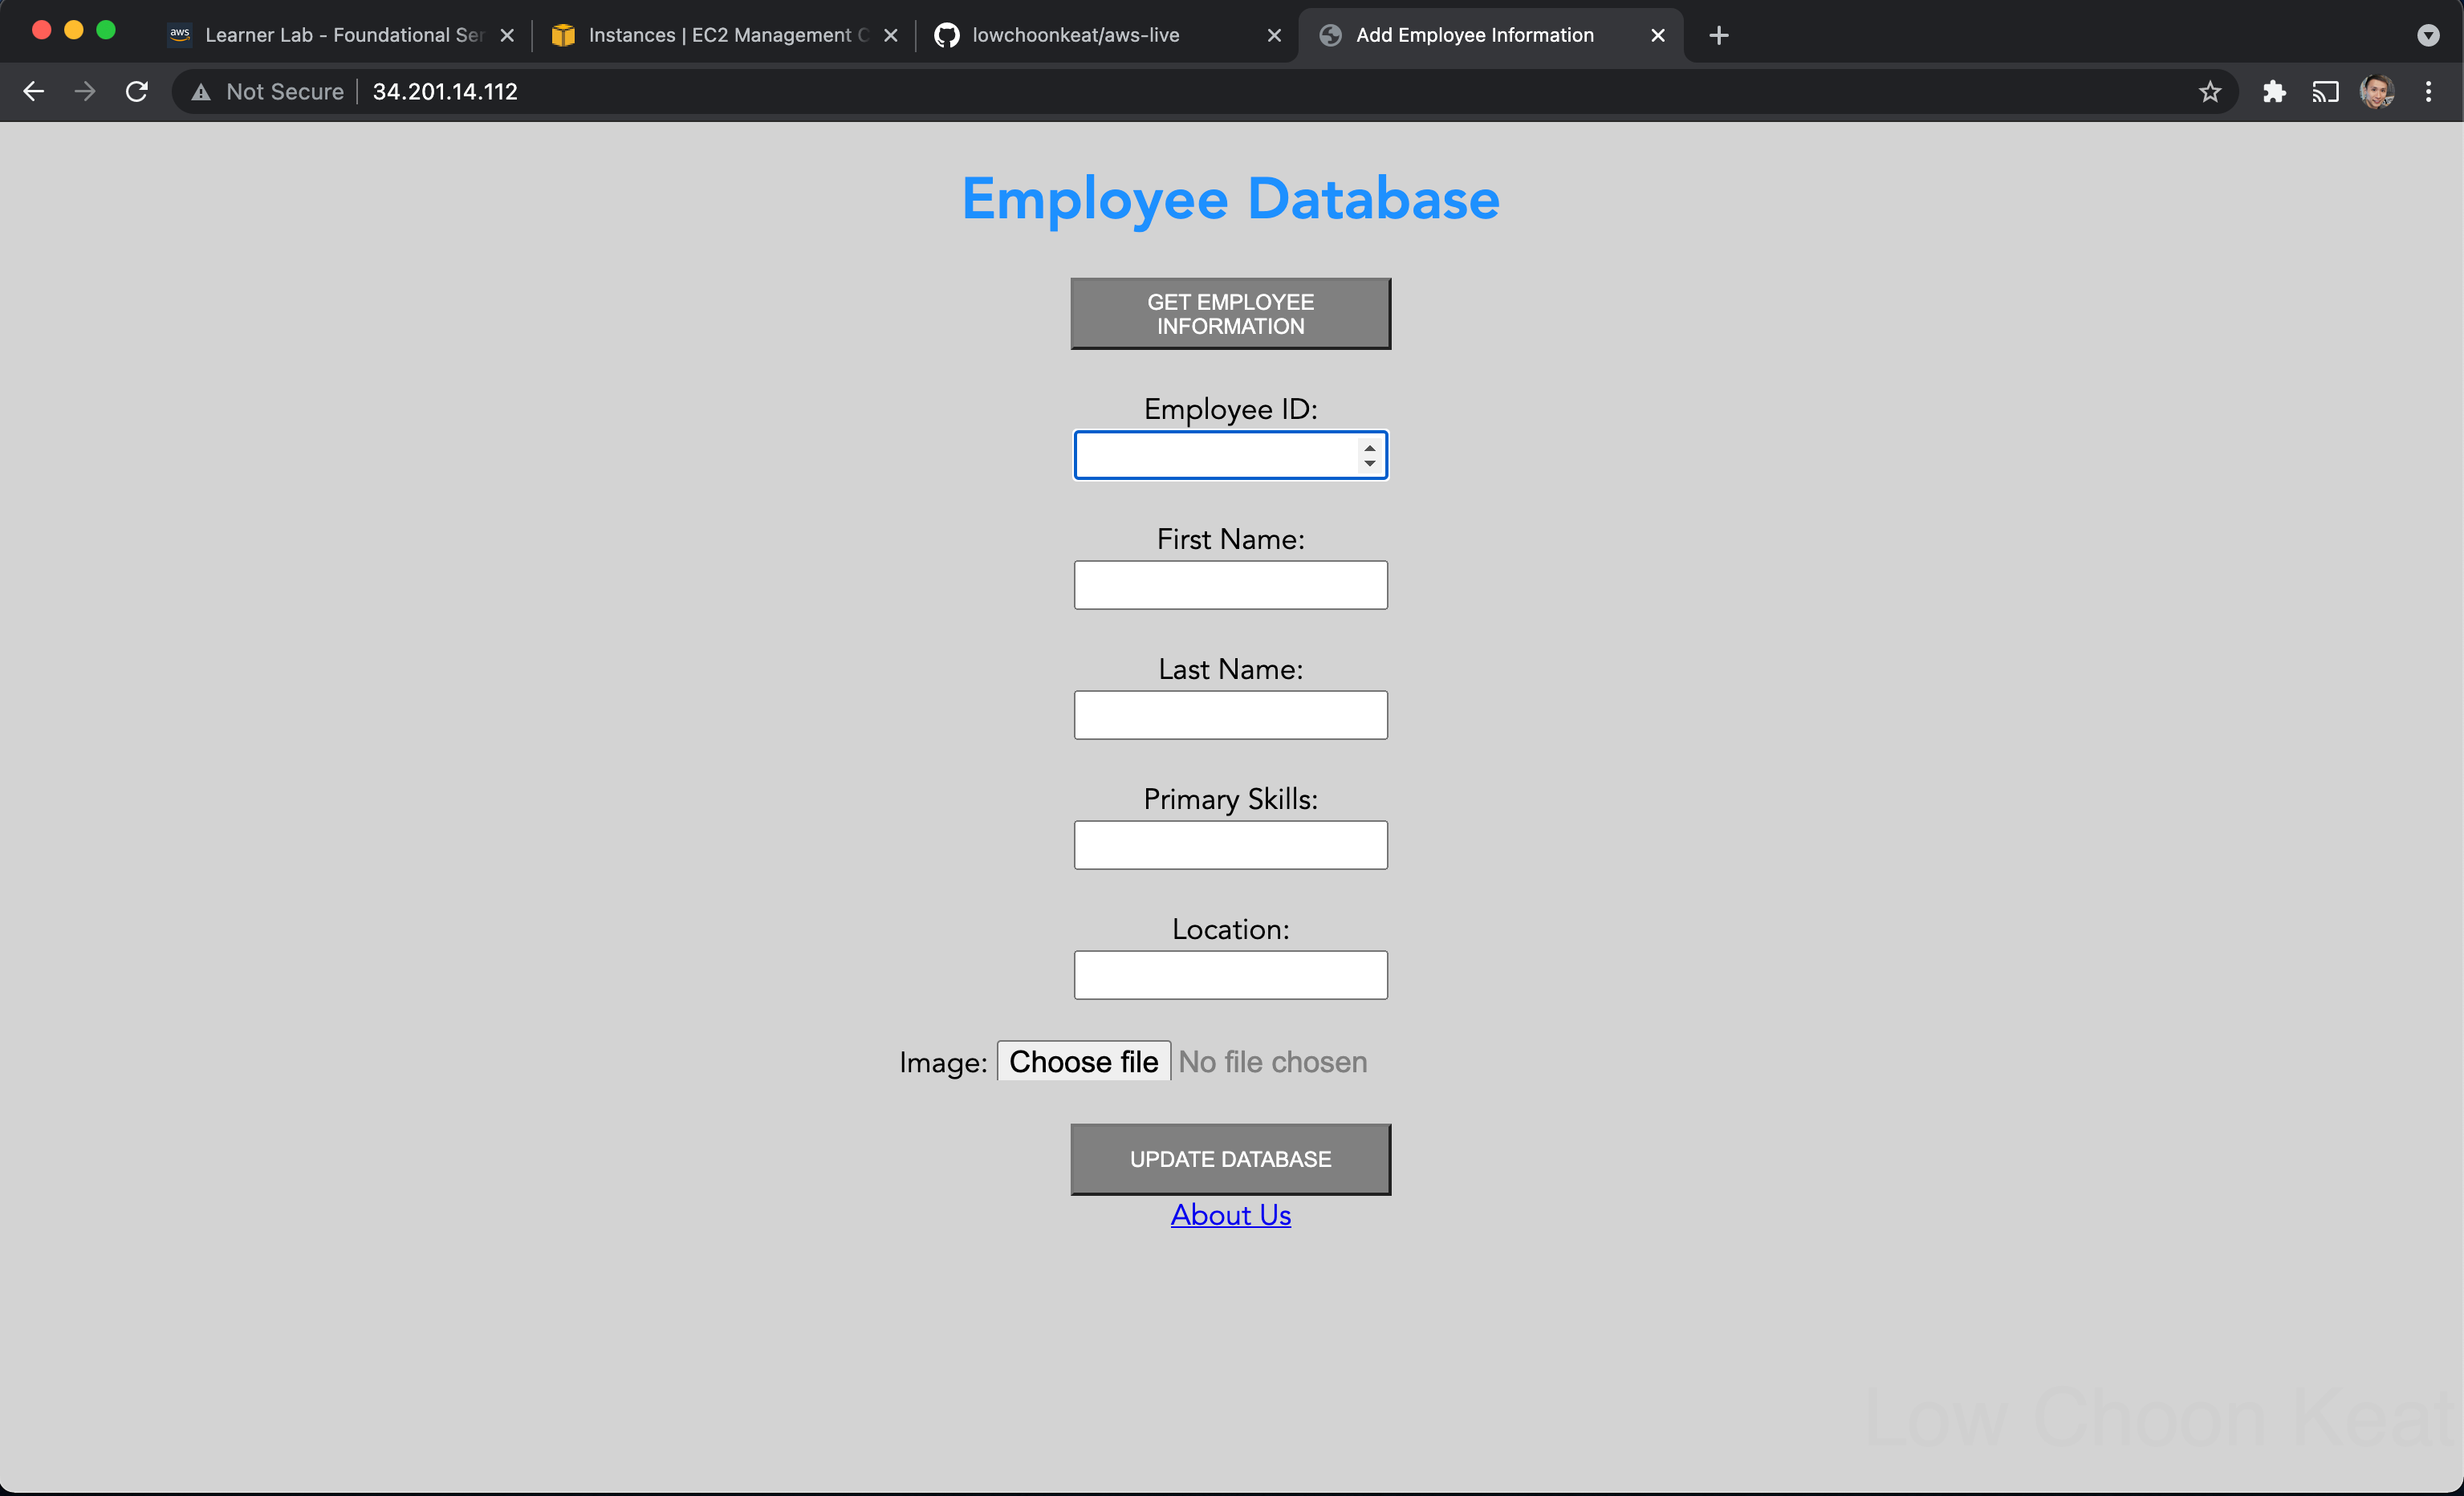 aws Learner Lab - Foundational Ser
Instances | EC2 Management C
lowchoonkeat/aws-live
Add Employee Information
Not Secure | 34.201.14.112
Employee Database
GET EMPLOYEE
INFORMATION
Employee ID:
First Name:
Last Name:
Primary Skills:
Location:
Image: Choose file No file chosen
UPDATE DATABASE
About Us
Low Choon Keat